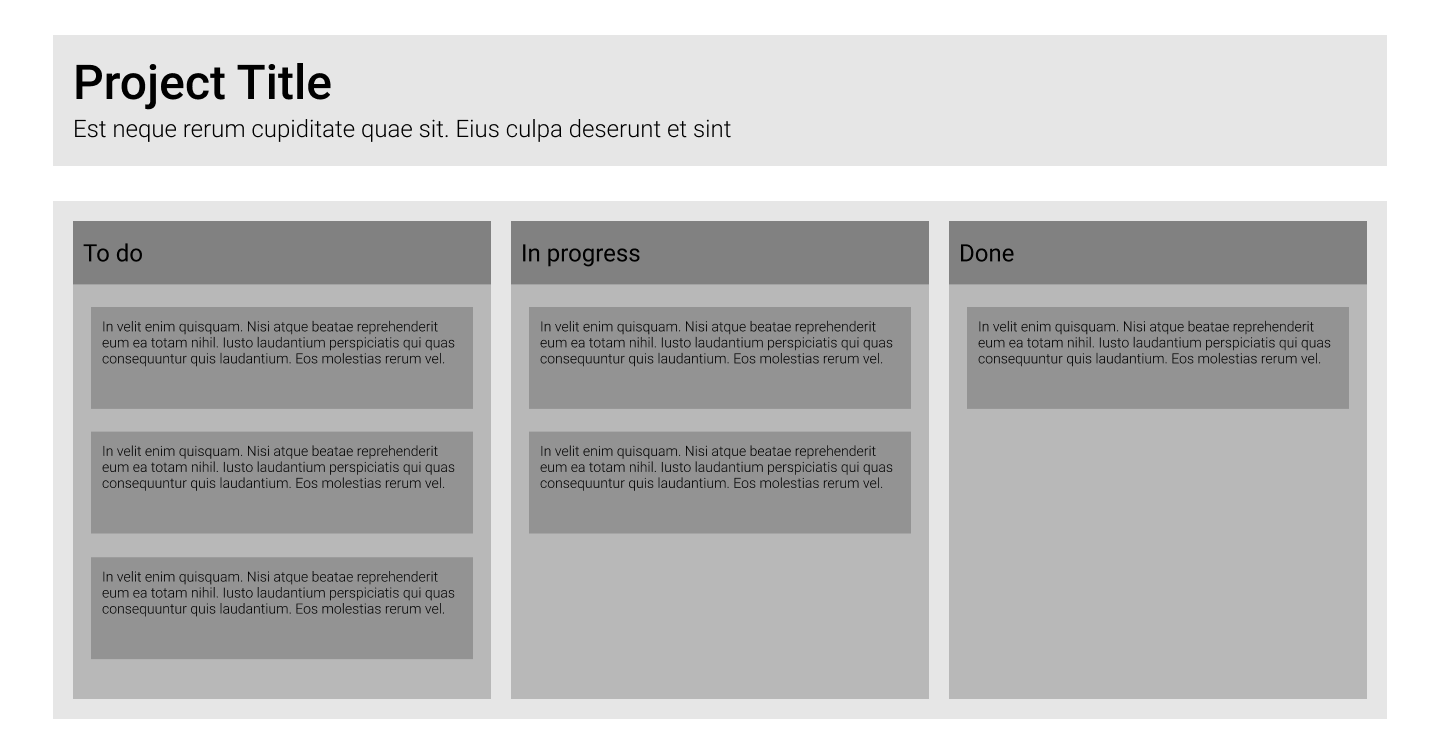 Project Title
Est neque rerum cupiditate quae sit. Eius culpa deserunt et sint
To do
In velit enim quisquam. Nisi atque beatae reprehenderit
eum ea totam nihil. Iusto laudantium perspiciatis qui quas
consequuntur quis laudantium. Eos molestias rerum vel.
In velit enim quisquam. Nisi atque beatae reprehenderit
eum ea totam nihil. Iusto laudantium perspiciatis qui quas
consequuntur quis laudantium. Eos molestias rerum vel.
In velit enim quisquam. Nisi atque beatae reprehenderit
eum ea totam nihil. Iusto laudantium perspiciatis qui quas
consequuntur quis laudantium. Eos molestias rerum vel.
In progress
In velit enim quisquam. Nisi atque beatae reprehenderit
eum ea totam nihil. Iusto laudantium perspiciatis qui quas
consequuntur quis laudantium. Eos molestias rerum vel.
In velit enim quisquam. Nisi atque beatae reprehenderit
eum ea totam nihil. Iusto laudantium perspiciatis qui quas
consequuntur quis laudantium. Eos molestias rerum vel.
Done
In velit enim quisquam. Nisi atque beatae reprehenderit
eum ea totam nihil. Iusto laudantium perspiciatis qui quas
consequuntur quis laudantium. Eos molestias rerum vel.